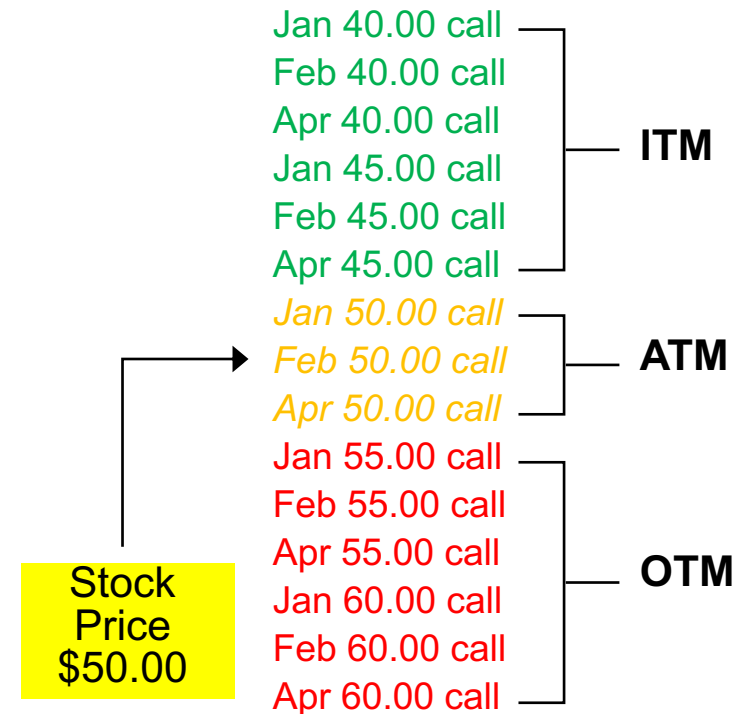 Jan 40.00 call
Feb 40.00 call
Apr 40.00 call
Jan 45.00 call
Feb 45.00 call
Apr 45.00 call
ITM
Jan 50.00 call
Feb 50.00 call
Apr 50.00 call
ATM
Jan 55.00 call
Feb 55.00 call
Apr 55.00 call
Jan 60.00 call
Feb 60.00 call
Apr 60.00 call
OTM
Stock
Price
$50.00